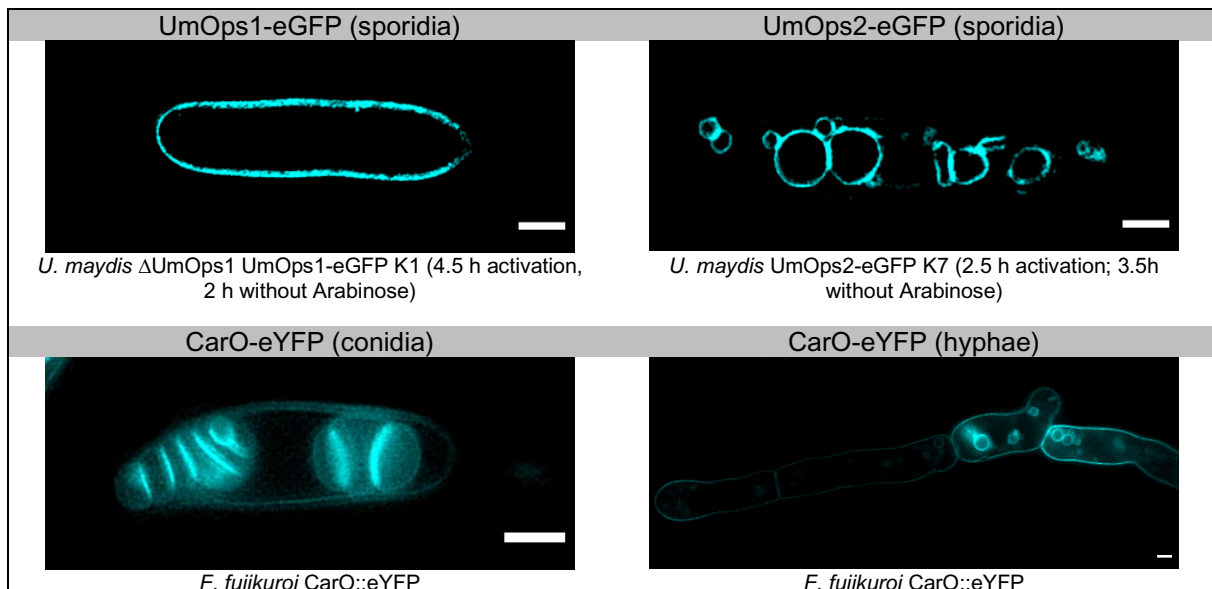 UmOps1-eGFP (sporidia)
UmOps2-eGFP (sporidia)
U. maydis ΔUmOps1 UmOps1-eGFP K1 (4.5 h activation,
2 h without Arabinose)
U. maydis UmOps2-eGFP K7 (2.5 h activation; 3.5h
without Arabinose)
CarO-eYFP (conidia)
CarO-eYFP (hyphae)
F. fujikuroi CarO::eYFP
F. fujikuroi CarO::eYFP